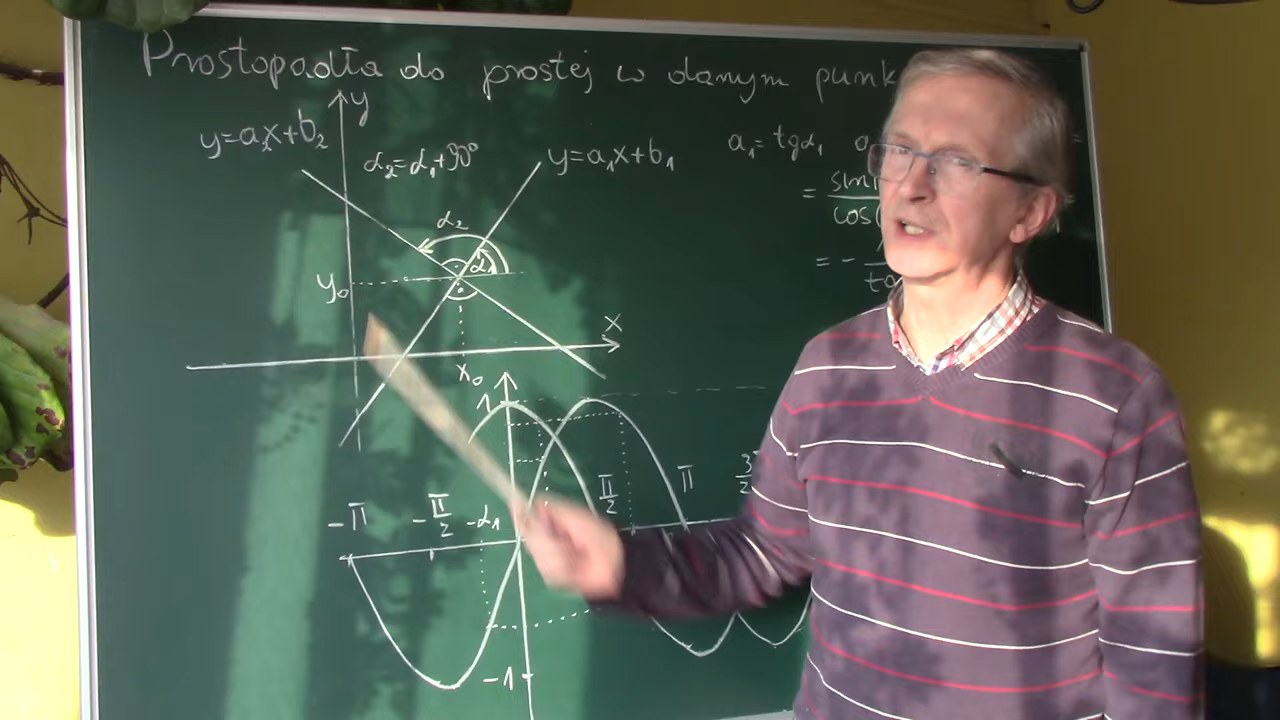 Prostopadła do prostej w danym
y=a₂x+b₂
y
α₂=α₁+90°
y=a₁x+b₁
a₁=tgα₁
α₂
α₁
y₀
x
x₀
1
-π
-π/2
-α₁
π/2
π
-1